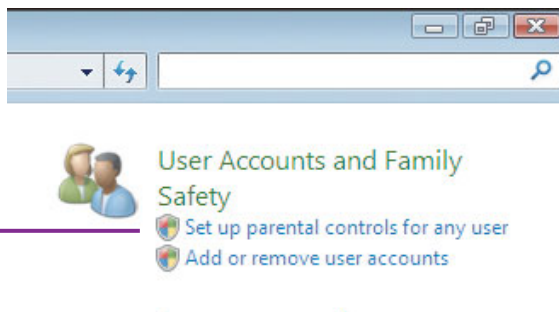 User Accounts and Family
Safety
Set up parental controls for any user
Add or remove user accounts